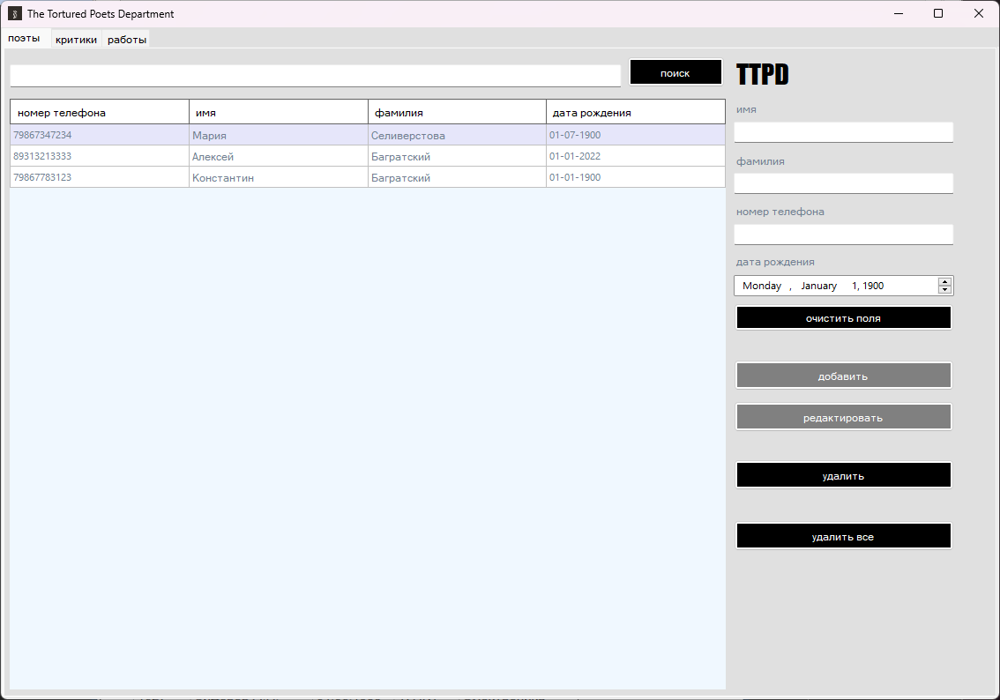 The Tortured Poets Department
поэты критики работы
поиск
номер телефона имя фамилия дата рождения
79867347234 Мария Селиверстова 01-07-1900
89313213333 Алексей Багратский 01-01-2022
79867783123 Константин Багратский 01-01-1900
TTPD
имя
фамилия
номер телефона
дата рождения
Monday , January 1, 1900
очистить поля
добавить
редактировать
удалить
удалить все